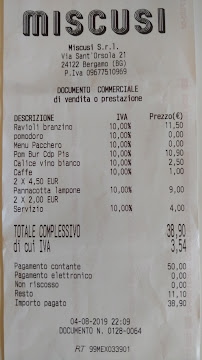 MISCUSI
Miscusi S.r.l.
Via Sant'Orsola 21
24122 Bergamo (BG)
P.Iva 09677510969
DOCUMENTO COMMERCIALE
di vendita o prestazione
DESCRIZIONE IVA Prezzo(€)
Ravioli branzino 10,00% 11,50
pomodoro 10,00% 0,00
Menu Pacchero 10,00% 0,00
Pom Bur Cdp Pis 10,00% 10,90
Calice vino bianco 10,00% 2,50
Caffe 10,00% 1,00
2 X 4,50 EUR
Pannacotta lampone 10,00% 9,00
2 X 2,00 EUR
Servizio 10,00% 4,00
TOTALE COMPLESSIVO 38,90
di cui IVA 3,54
Pagamento contante 50,00
Pagamento elettronico 0,00
Non riscosso 0,00
Resto 11,10
Importo pagato 38,90
04-08-2019 22:09
DOCUMENTO N. 0128-0064
RT 99MEX033901